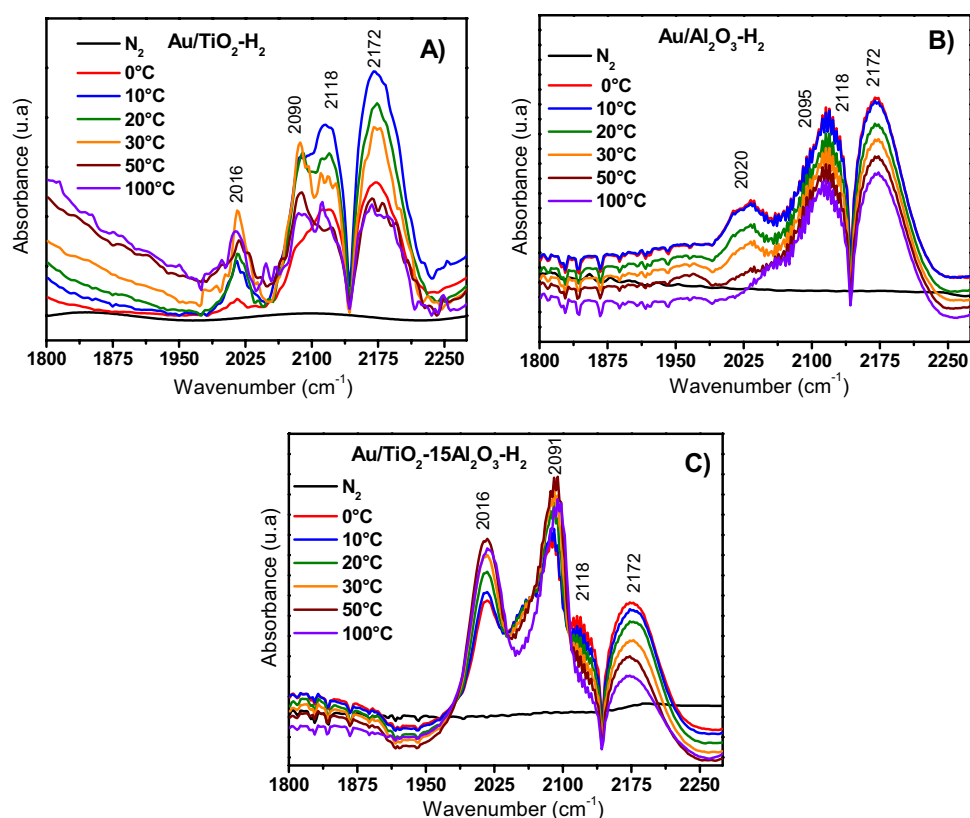 Au/TiO₂-H₂
A)
N₂
0°C
10°C
20°C
30°C
50°C
100°C
2016
2090
2118
2172
Absorbance (u.a)
1800 1875 1950 2025 2100 2175 2250
Wavenumber (cm⁻¹)
Au/Al₂O₃-H₂
B)
N₂
0°C
10°C
20°C
30°C
50°C
100°C
2020
2095
2118
2172
Absorbance (u.a)
1800 1875 1950 2025 2100 2175 2250
Wavenumber (cm⁻¹)
Au/TiO₂-15Al₂O₃-H₂
C)
N₂
0°C
10°C
20°C
30°C
50°C
100°C
2016
2091
2118
2172
Absorbance (u.a)
1800 1875 1950 2025 2100 2175 2250
Wavenumber (cm⁻¹)